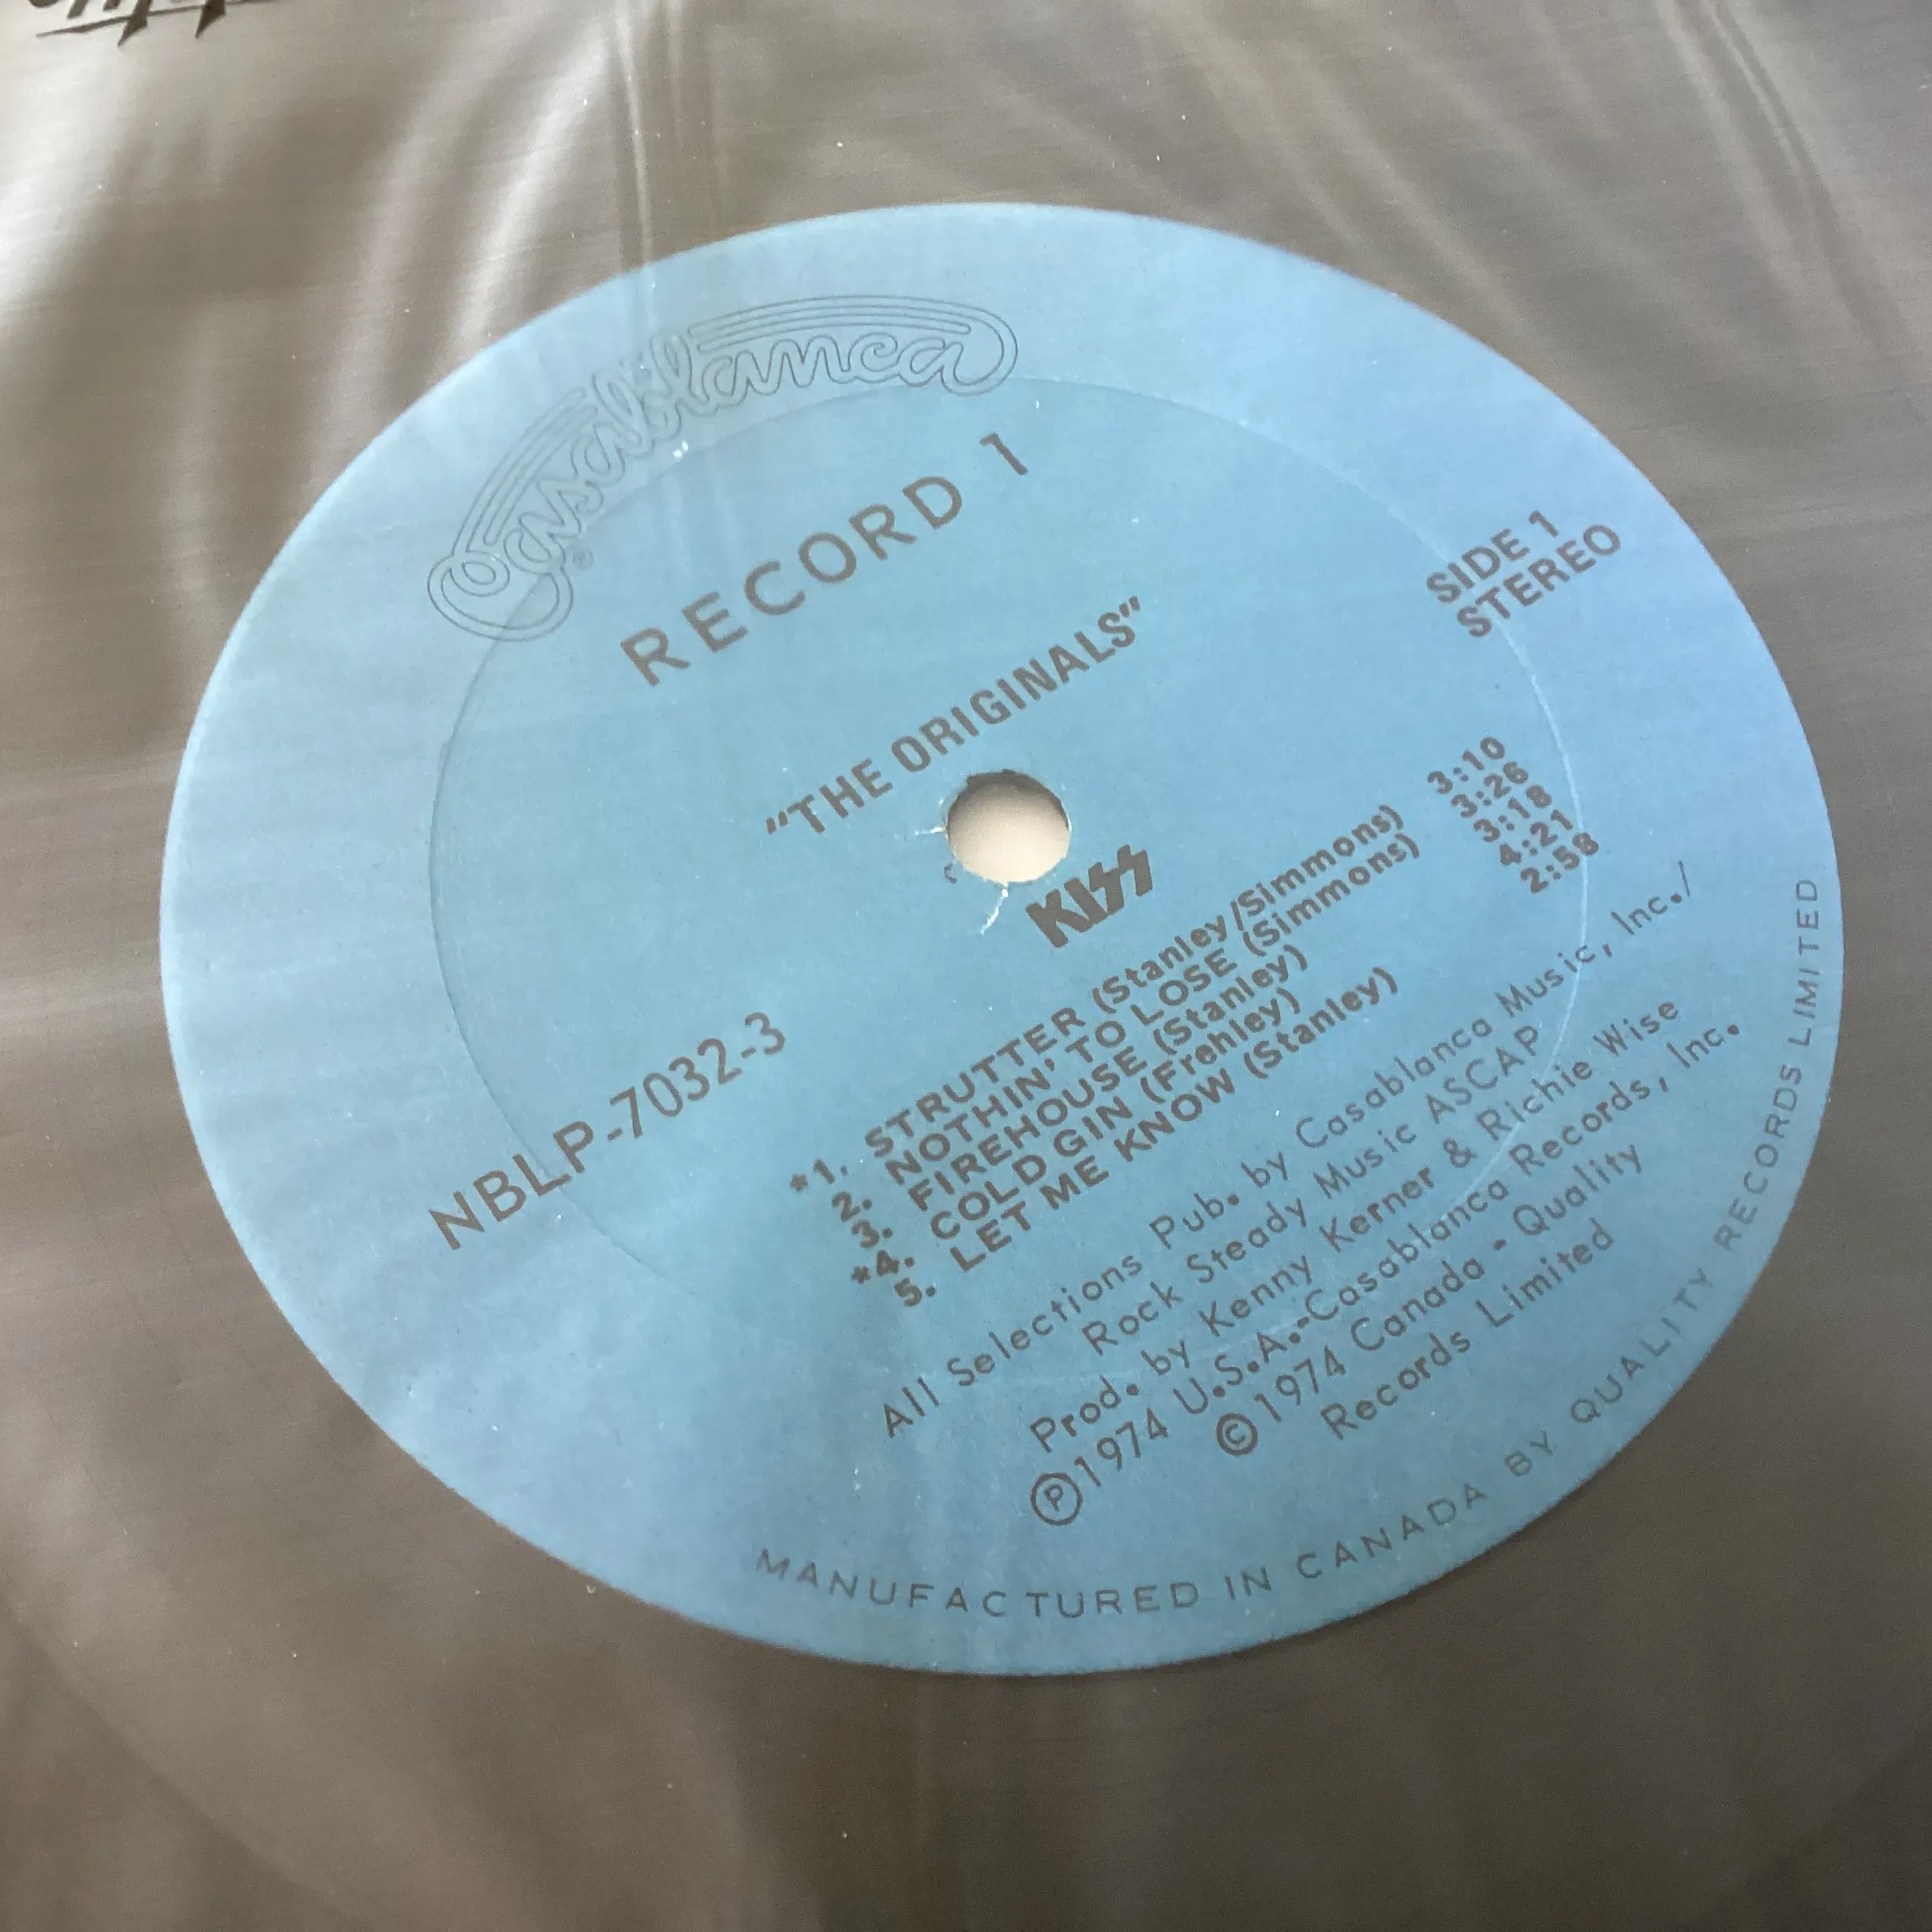 Casablanca
®
RECORD 1
"THE ORIGINALS"
SIDE 1
STEREO
KISS
NBLP-7032-3
*1. STRUTTER (Stanley/Simmons) 3:10
2. NOTHIN' TO LOSE (Simmons) 3:26
3. FIREHOUSE (Stanley) 3:18
*4. COLD GIN (Frehley) 4:21
5. LET ME KNOW (Stanley) 2:58
All Selections Pub. by Casablanca Music, Inc./
Rock Steady Music ASCAP
Prod. by Kenny Kerner & Richie Wise
Ⓟ1974 U.S.A.-Casablanca Records, Inc.
©1974 Canada - Quality
Records Limited
MANUFACTURED IN CANADA BY QUALITY RECORDS LIMITED